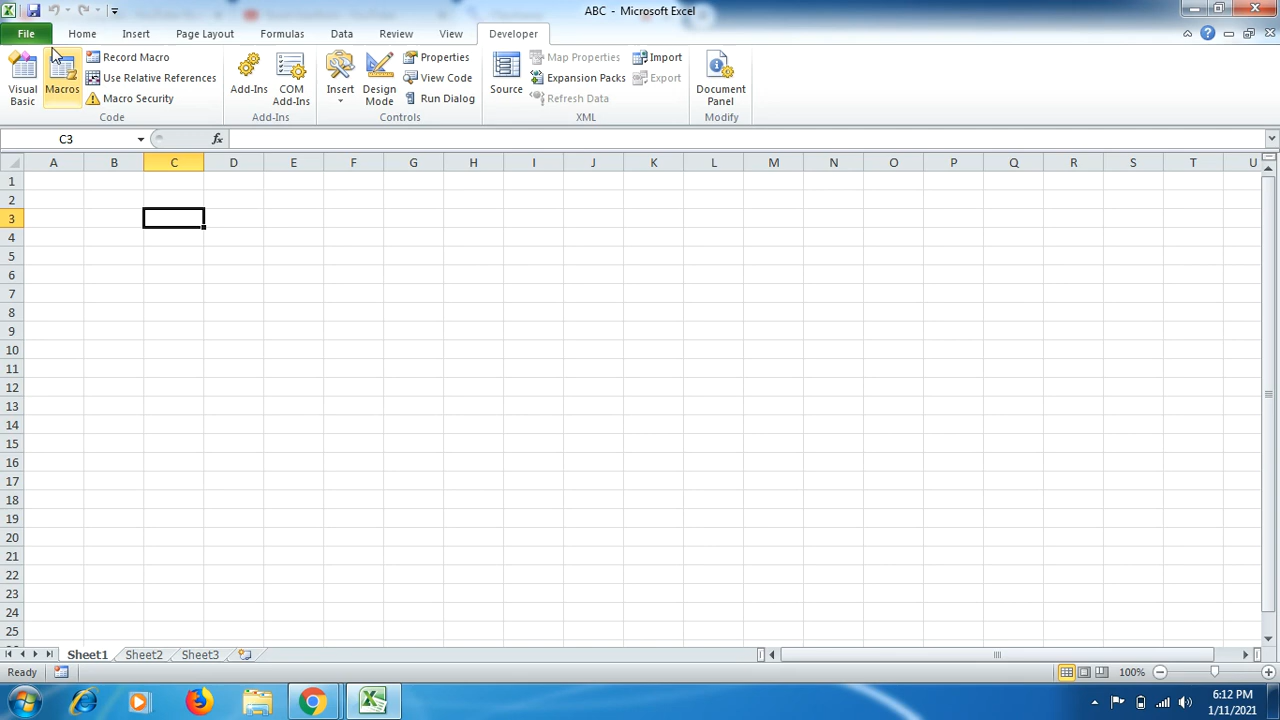 ABC - Microsoft Excel
File Home Insert Page Layout Formulas Data Review View Developer
Visual Basic
Macros
Record Macro
Use Relative References
Macro Security
Code
Add-Ins
COM Add-Ins
Add-Ins
Insert
Design Mode
Properties
View Code
Run Dialog
Controls
Source
Map Properties
Expansion Packs
Refresh Data
Import
Export
XML
Document Panel
Modify
C3 fx
A B C D E F G H I J K L M N O P Q R S T U
1
2
3
4
5
6
7
8
9
10
11
12
13
14
15
16
17
18
19
20
21
22
23
24
25
Sheet1 Sheet2 Sheet3
Ready 100%
6:12 PM
1/11/2021